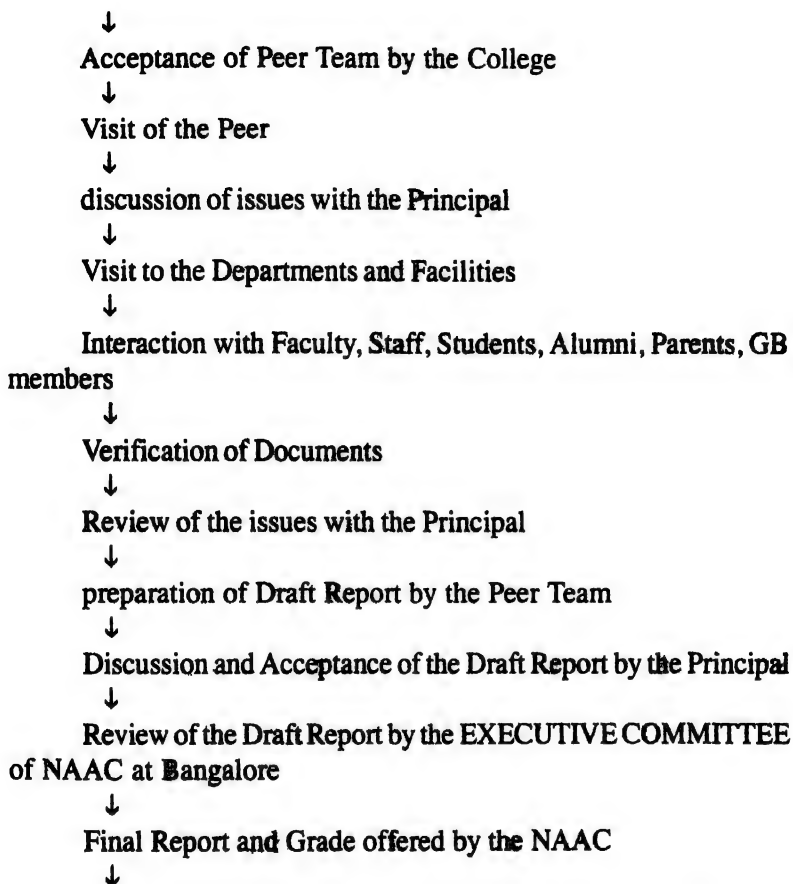 ↓
Acceptance of Peer Team by the College
↓
Visit of the Peer
↓
discussion of issues with the Principal
↓
Visit to the Departments and Facilities
↓
Interaction with Faculty, Staff, Students, Alumni, Parents, GB
members
↓
Verification of Documents
↓
Review of the issues with the Principal
↓
preparation of Draft Report by the Peer Team
↓
Discussion and Acceptance of the Draft Report by the Principal
↓
Review of the Draft Report by the EXECUTIVE COMMITTEE
of NAAC at Bangalore
↓
Final Report and Grade offered by the NAAC
↓